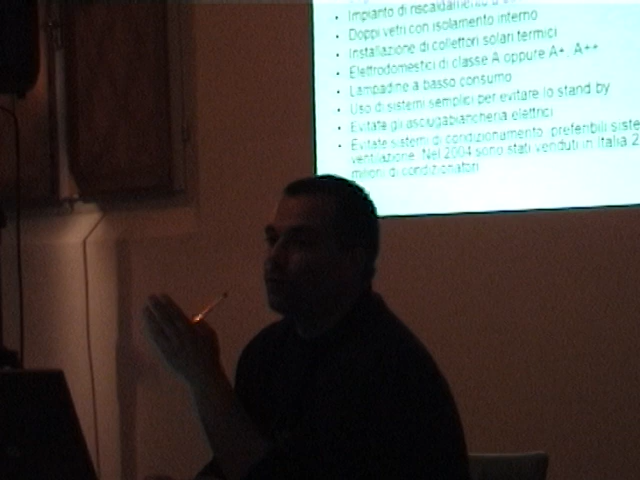 Impianto di riscaldamento a
Doppi vetri con isolamento interno
Installazione di collettori solari termici
Elettrodomestici di classe A oppure A+, A++
Lampadine a basso consumo
Uso di sistemi semplici per evitare lo stand by
Evitate gli asciugabiancheria elettrici
Evitate sistemi di condizionamento preferibili siste
ventilazione. Nel 2004 sono stati venduti in Italia 2
milioni di condizionatori